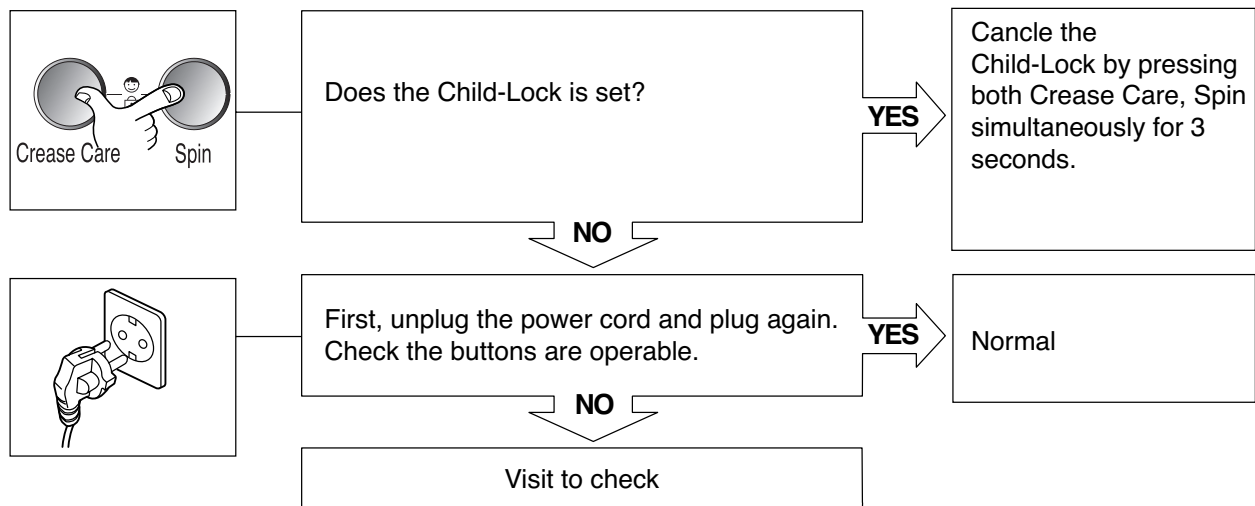 Crease Care
Spin
Does the Child-Lock is set?
YES
Cancle the
Child-Lock by pressing
both Crease Care, Spin
simultaneously for 3
seconds.
NO
First, unplug the power cord and plug again.
Check the buttons are operable.
YES
Normal
NO
Visit to check